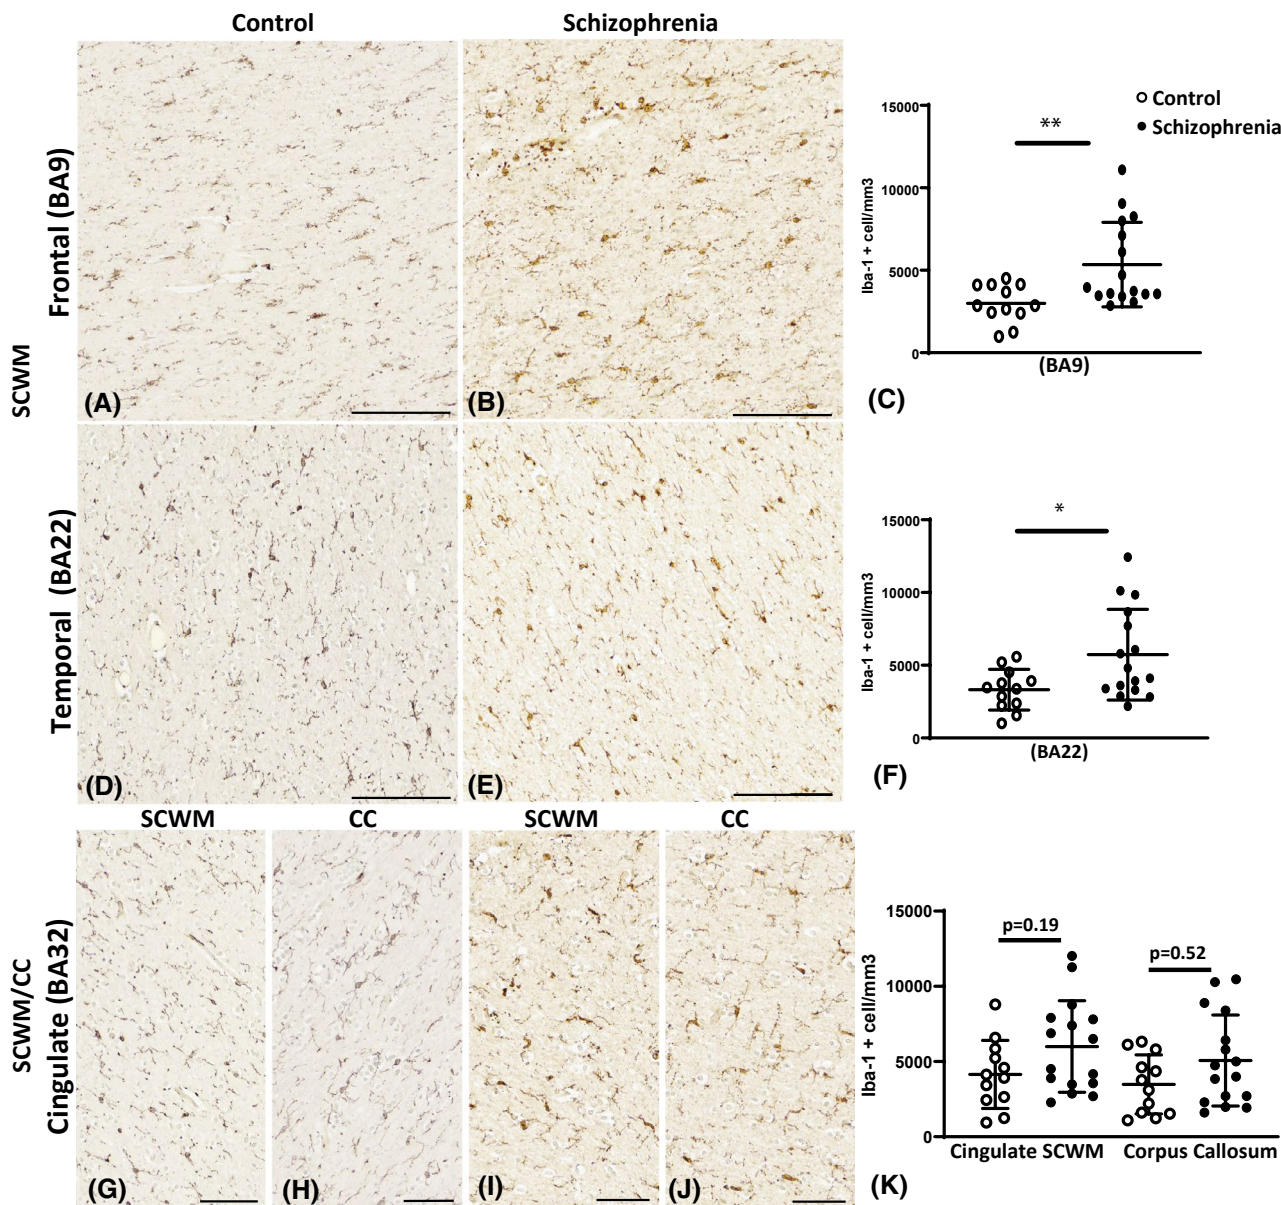 Control
Schizophrenia
SCWM
Frontal (BA9)
(A)
(B)
15000
10000
5000
0
Iba-1 + cell/mm3
**
Control
Schizophrenia
(BA9)
(C)
Temporal (BA22)
(D)
(E)
15000
10000
5000
0
Iba-1 + cell/mm3
*
(BA22)
(F)
SCWM
CC
SCWM
CC
SCWM/CC
Cingulate (BA32)
(G)
(H)
(I)
(J)
15000
10000
5000
0
Iba-1 + cell/mm3
p=0.19
p=0.52
Cingulate SCWM
Corpus Callosum
(K)